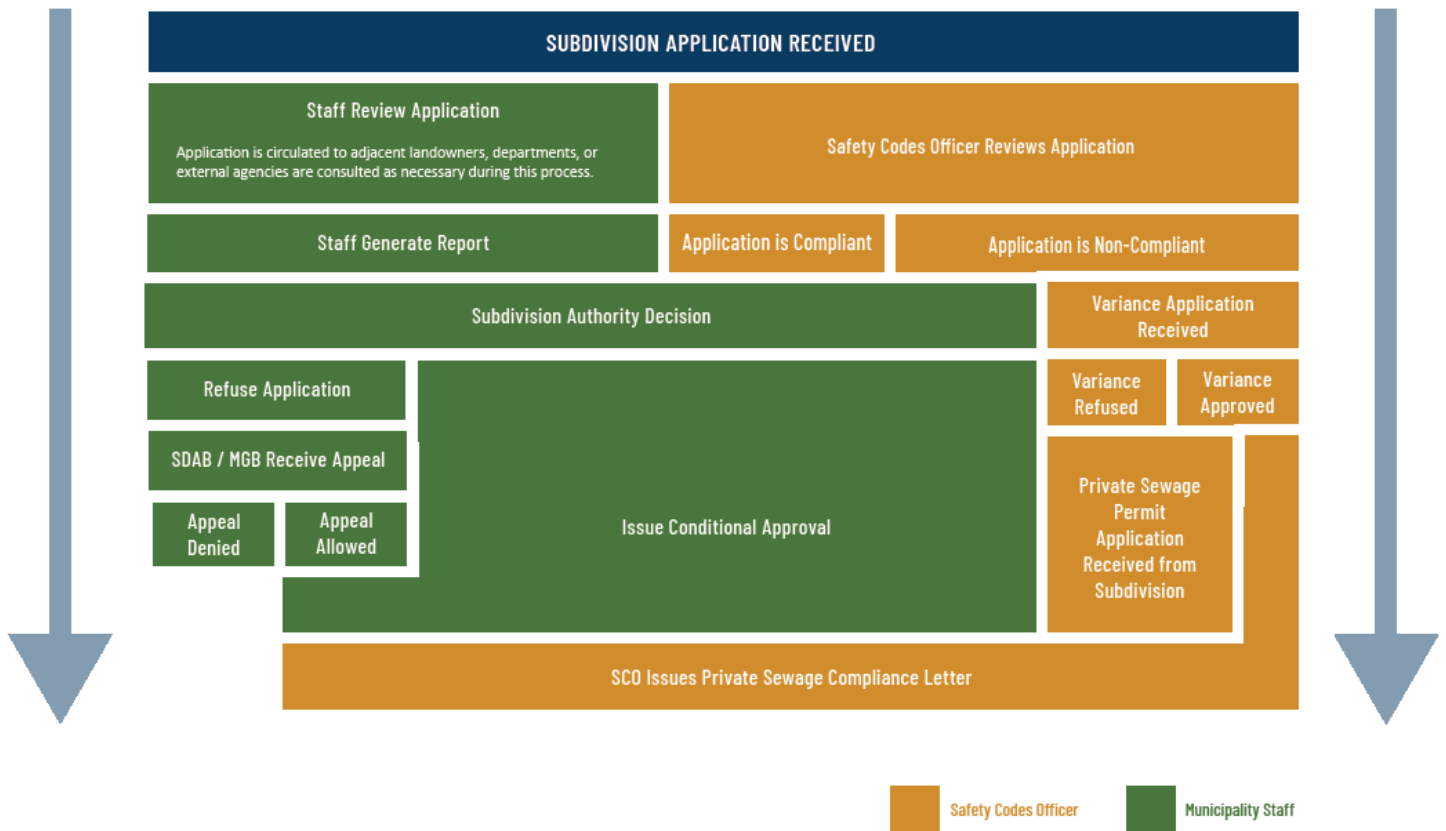 SUBDIVISION APPLICATION RECEIVED
Staff Review Application
Application is circulated to adjacent landowners, departments, or
external agencies are consulted as necessary during this process.
Safety Codes Officer Reviews Application
Staff Generate Report
Application is Compliant
Application is Non-Compliant
Subdivision Authority Decision
Variance Application
Received
Refuse Application
Variance
Refused
Variance
Approved
SDAB / MGB Receive Appeal
Appeal
Denied
Appeal
Allowed
Issue Conditional Approval
Private Sewage
Permit
Application
Received from
Subdivision
SCO Issues Private Sewage Compliance Letter
Safety Codes Officer
Municipality Staff